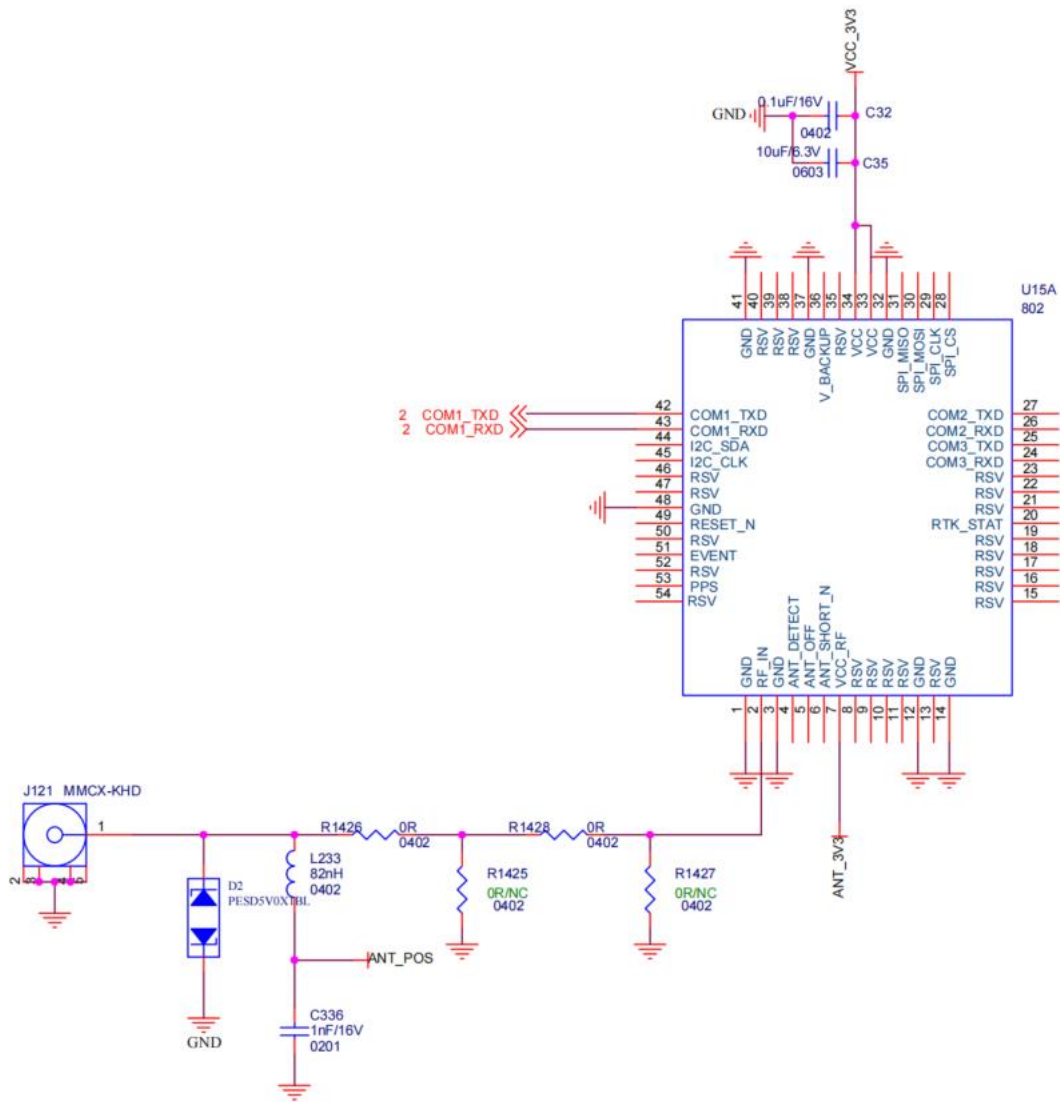 VCC_3V3
0.1uF/16V
C32
GND
0402
10uF/6.3V
C35
0603
U15A
802
41 40 39 38 37 36 35 34 33 32 31 30 29 28
GND RSV RSV RSV GND V_BACKUP RSV VCC VCC GND SPI_MISO SPI_MOSI SPI_CLK SPI_CS
2 COM1_TXD
2 COM1_RXD
42 COM1_TXD
43 COM1_RXD
44 I2C_SDA
45 I2C_CLK
46 RSV
47 RSV
48 GND
49 RESET_N
50 RSV
51 EVENT
52 RSV
53 PPS
54 RSV
COM2_TXD 27
COM2_RXD 26
COM3_TXD 25
COM3_RXD 24
RSV 23
RSV 22
RSV 21
RTK_STAT 20
RSV 19
RSV 18
RSV 17
RSV 16
RSV 15
GND RF_IN GND ANT_DETECT ANT_OFF ANT_SHORT_N VCC_RF RSV RSV RSV RSV GND RSV GND
1 2 3 4 5 6 7 8 9 10 11 12 13 14
ANT_3V3
J121 MMCX-KHD
1
2 3 4 5
R1426 0R
0402
R1428 0R
0402
L233
82nH
0402
R1425
0R/NC
0402
R1427
0R/NC
0402
D2
ANT_POS
C336
1nF/16V
0201
GND